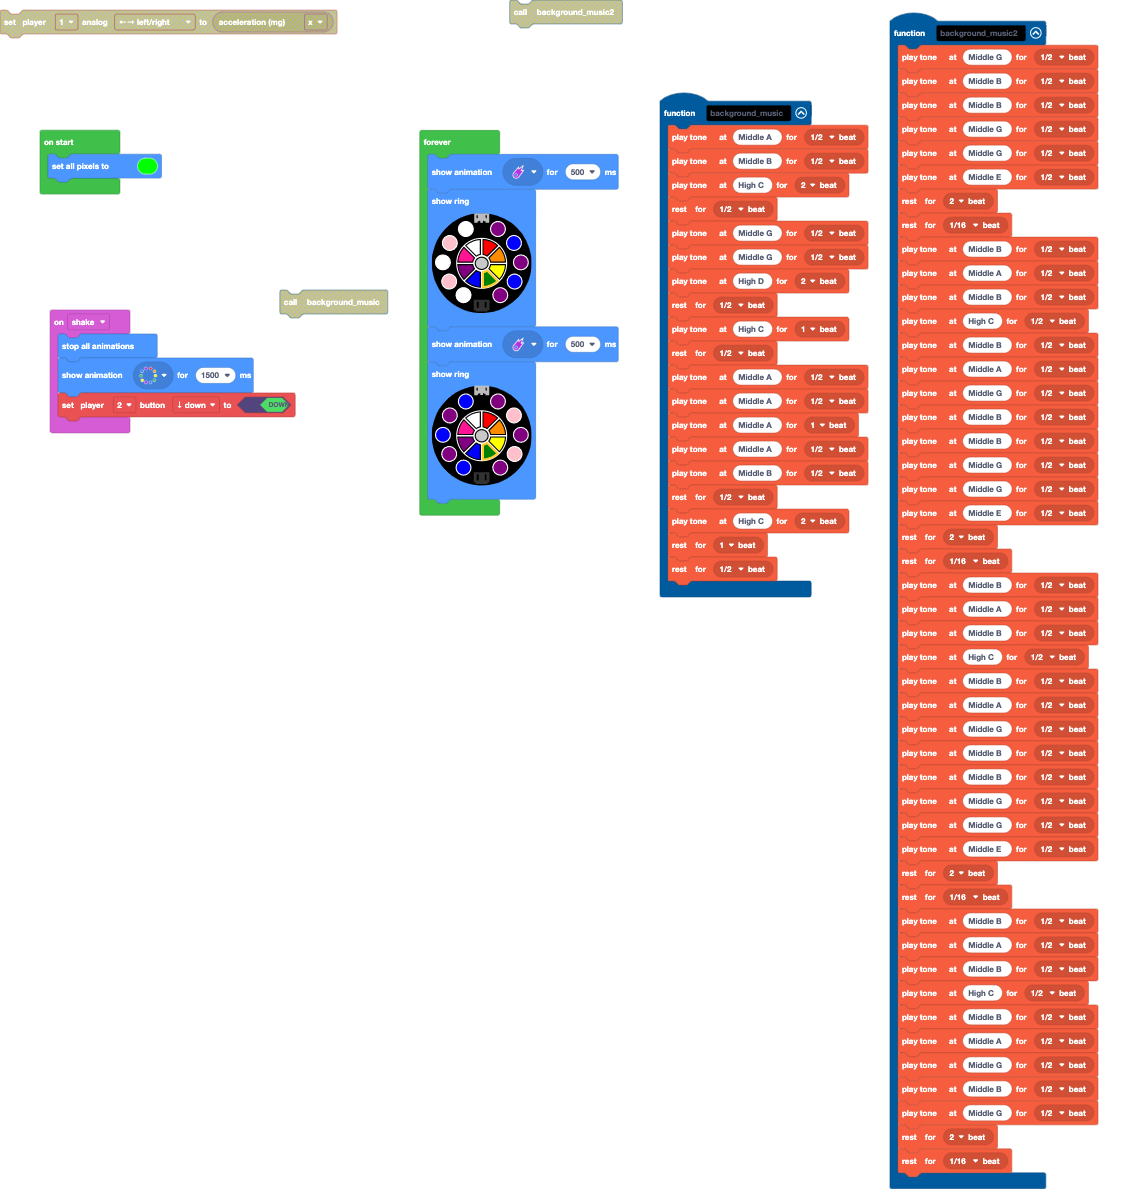 set player 1 analog ←→ left/right to acceleration (mg) x
call background_music2
on start
set all pixels to
on shake
stop all animations
show animation for 1500 ms
set player 2 button ↓ down to DOWN
call background_music
forever
show animation for 500 ms
show ring
show animation for 500 ms
show ring
function background_music
play tone at Middle A for 1/2 beat
play tone at Middle B for 1/2 beat
play tone at High C for 2 beat
rest for 1/2 beat
play tone at Middle G for 1/2 beat
play tone at Middle G for 1/2 beat
play tone at High D for 2 beat
rest for 1/2 beat
play tone at High C for 1 beat
rest for 1/2 beat
play tone at Middle A for 1/2 beat
play tone at Middle A for 1/2 beat
play tone at Middle A for 1 beat
play tone at Middle A for 1/2 beat
play tone at Middle B for 1/2 beat
rest for 1/2 beat
play tone at High C for 2 beat
rest for 1 beat
rest for 1/2 beat
function background_music2
play tone at Middle G for 1/2 beat
play tone at Middle B for 1/2 beat
play tone at Middle B for 1/2 beat
play tone at Middle G for 1/2 beat
play tone at Middle G for 1/2 beat
play tone at Middle E for 1/2 beat
rest for 2 beat
rest for 1/16 beat
play tone at Middle B for 1/2 beat
play tone at Middle A for 1/2 beat
play tone at Middle B for 1/2 beat
play tone at High C for 1/2 beat
play tone at Middle B for 1/2 beat
play tone at Middle A for 1/2 beat
play tone at Middle G for 1/2 beat
play tone at Middle B for 1/2 beat
play tone at Middle B for 1/2 beat
play tone at Middle G for 1/2 beat
play tone at Middle G for 1/2 beat
play tone at Middle E for 1/2 beat
rest for 2 beat
rest for 1/16 beat
play tone at Middle B for 1/2 beat
play tone at Middle A for 1/2 beat
play tone at Middle B for 1/2 beat
play tone at High C for 1/2 beat
play tone at Middle B for 1/2 beat
play tone at Middle A for 1/2 beat
play tone at Middle G for 1/2 beat
play tone at Middle B for 1/2 beat
play tone at Middle B for 1/2 beat
play tone at Middle G for 1/2 beat
play tone at Middle G for 1/2 beat
play tone at Middle E for 1/2 beat
rest for 2 beat
rest for 1/16 beat
play tone at Middle B for 1/2 beat
play tone at Middle A for 1/2 beat
play tone at Middle B for 1/2 beat
play tone at High C for 1/2 beat
play tone at Middle B for 1/2 beat
play tone at Middle A for 1/2 beat
play tone at Middle G for 1/2 beat
play tone at Middle B for 1/2 beat
play tone at Middle G for 1/2 beat
rest for 2 beat
rest for 1/16 beat